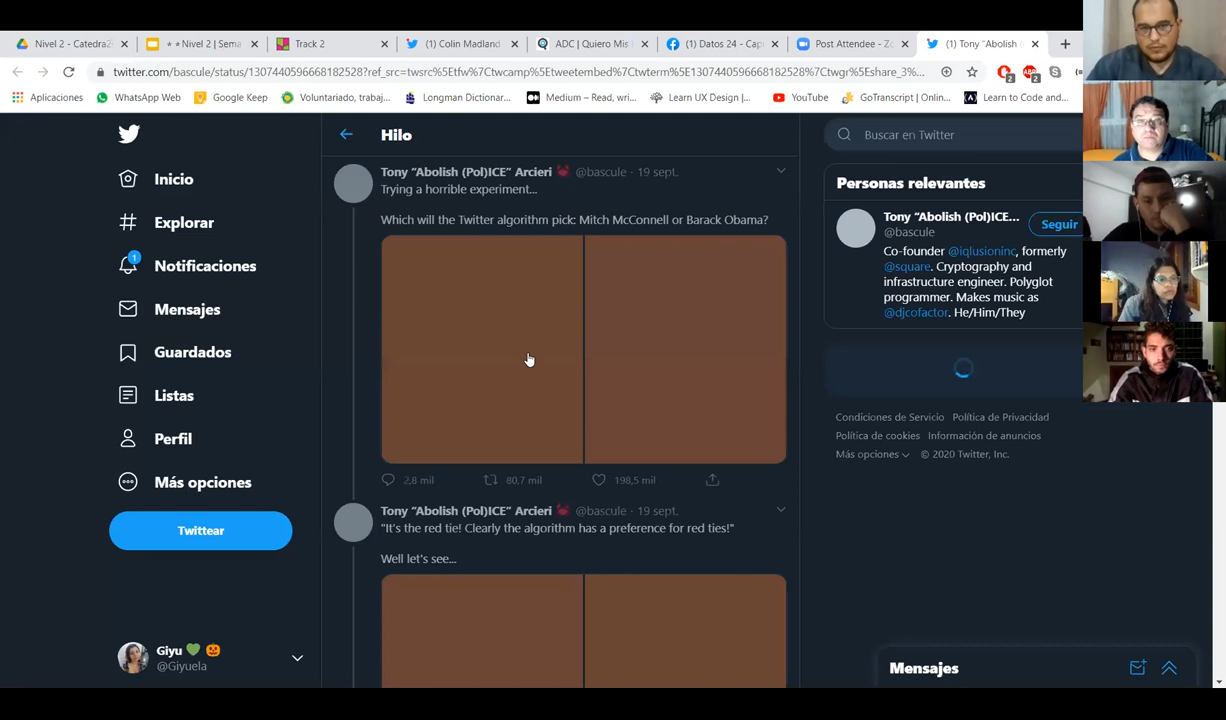 Nivel 2 - Catedra2
**Nivel 2 | Sema
Track 2
(1) Colin Madland
ADC | Quiero Mis
(1) Datos 24 - Cap
Post Attendee - Zo
(1) Tony "Abolish (
twitter.com/bascule/status/1307440596668182528?ref_src=twsrc%5Etfw%7Ctwcamp%5Etweetembed%7Ctwterm%5E1307440596668182528%7Ctwgr%5Eshare_3%...
Aplicaciones
WhatsApp Web
Google Keep
Voluntariado, trabaj...
Longman Dictionar...
Medium – Read, wri...
Learn UX Design |...
YouTube
GoTranscript | Onlin...
Learn to Code and...
Inicio
Explorar
1
Notificaciones
Mensajes
Guardados
Listas
Perfil
Más opciones
Twittear
Giyu
@Giyuela
Hilo
Tony "Abolish (Pol)ICE" Arcieri @bascule · 19 sept.
Trying a horrible experiment...
Which will the Twitter algorithm pick: Mitch McConnell or Barack Obama?
2,8 mil
80,7 mil
198,5 mil
Tony "Abolish (Pol)ICE" Arcieri @bascule · 19 sept.
"It's the red tie! Clearly the algorithm has a preference for red ties!"
Well let's see...
Buscar en Twitter
Personas relevantes
Tony "Abolish (Pol)ICE...
@bascule
Seguir
Co-founder @iqlusioninc, formerly
@square. Cryptography and
infrastructure engineer. Polyglot
programmer. Makes music as
@djcofactor. He/Him/They
Condiciones de Servicio Política de Privacidad
Política de cookies Información de anuncios
Más opciones © 2020 Twitter, Inc.
Mensajes